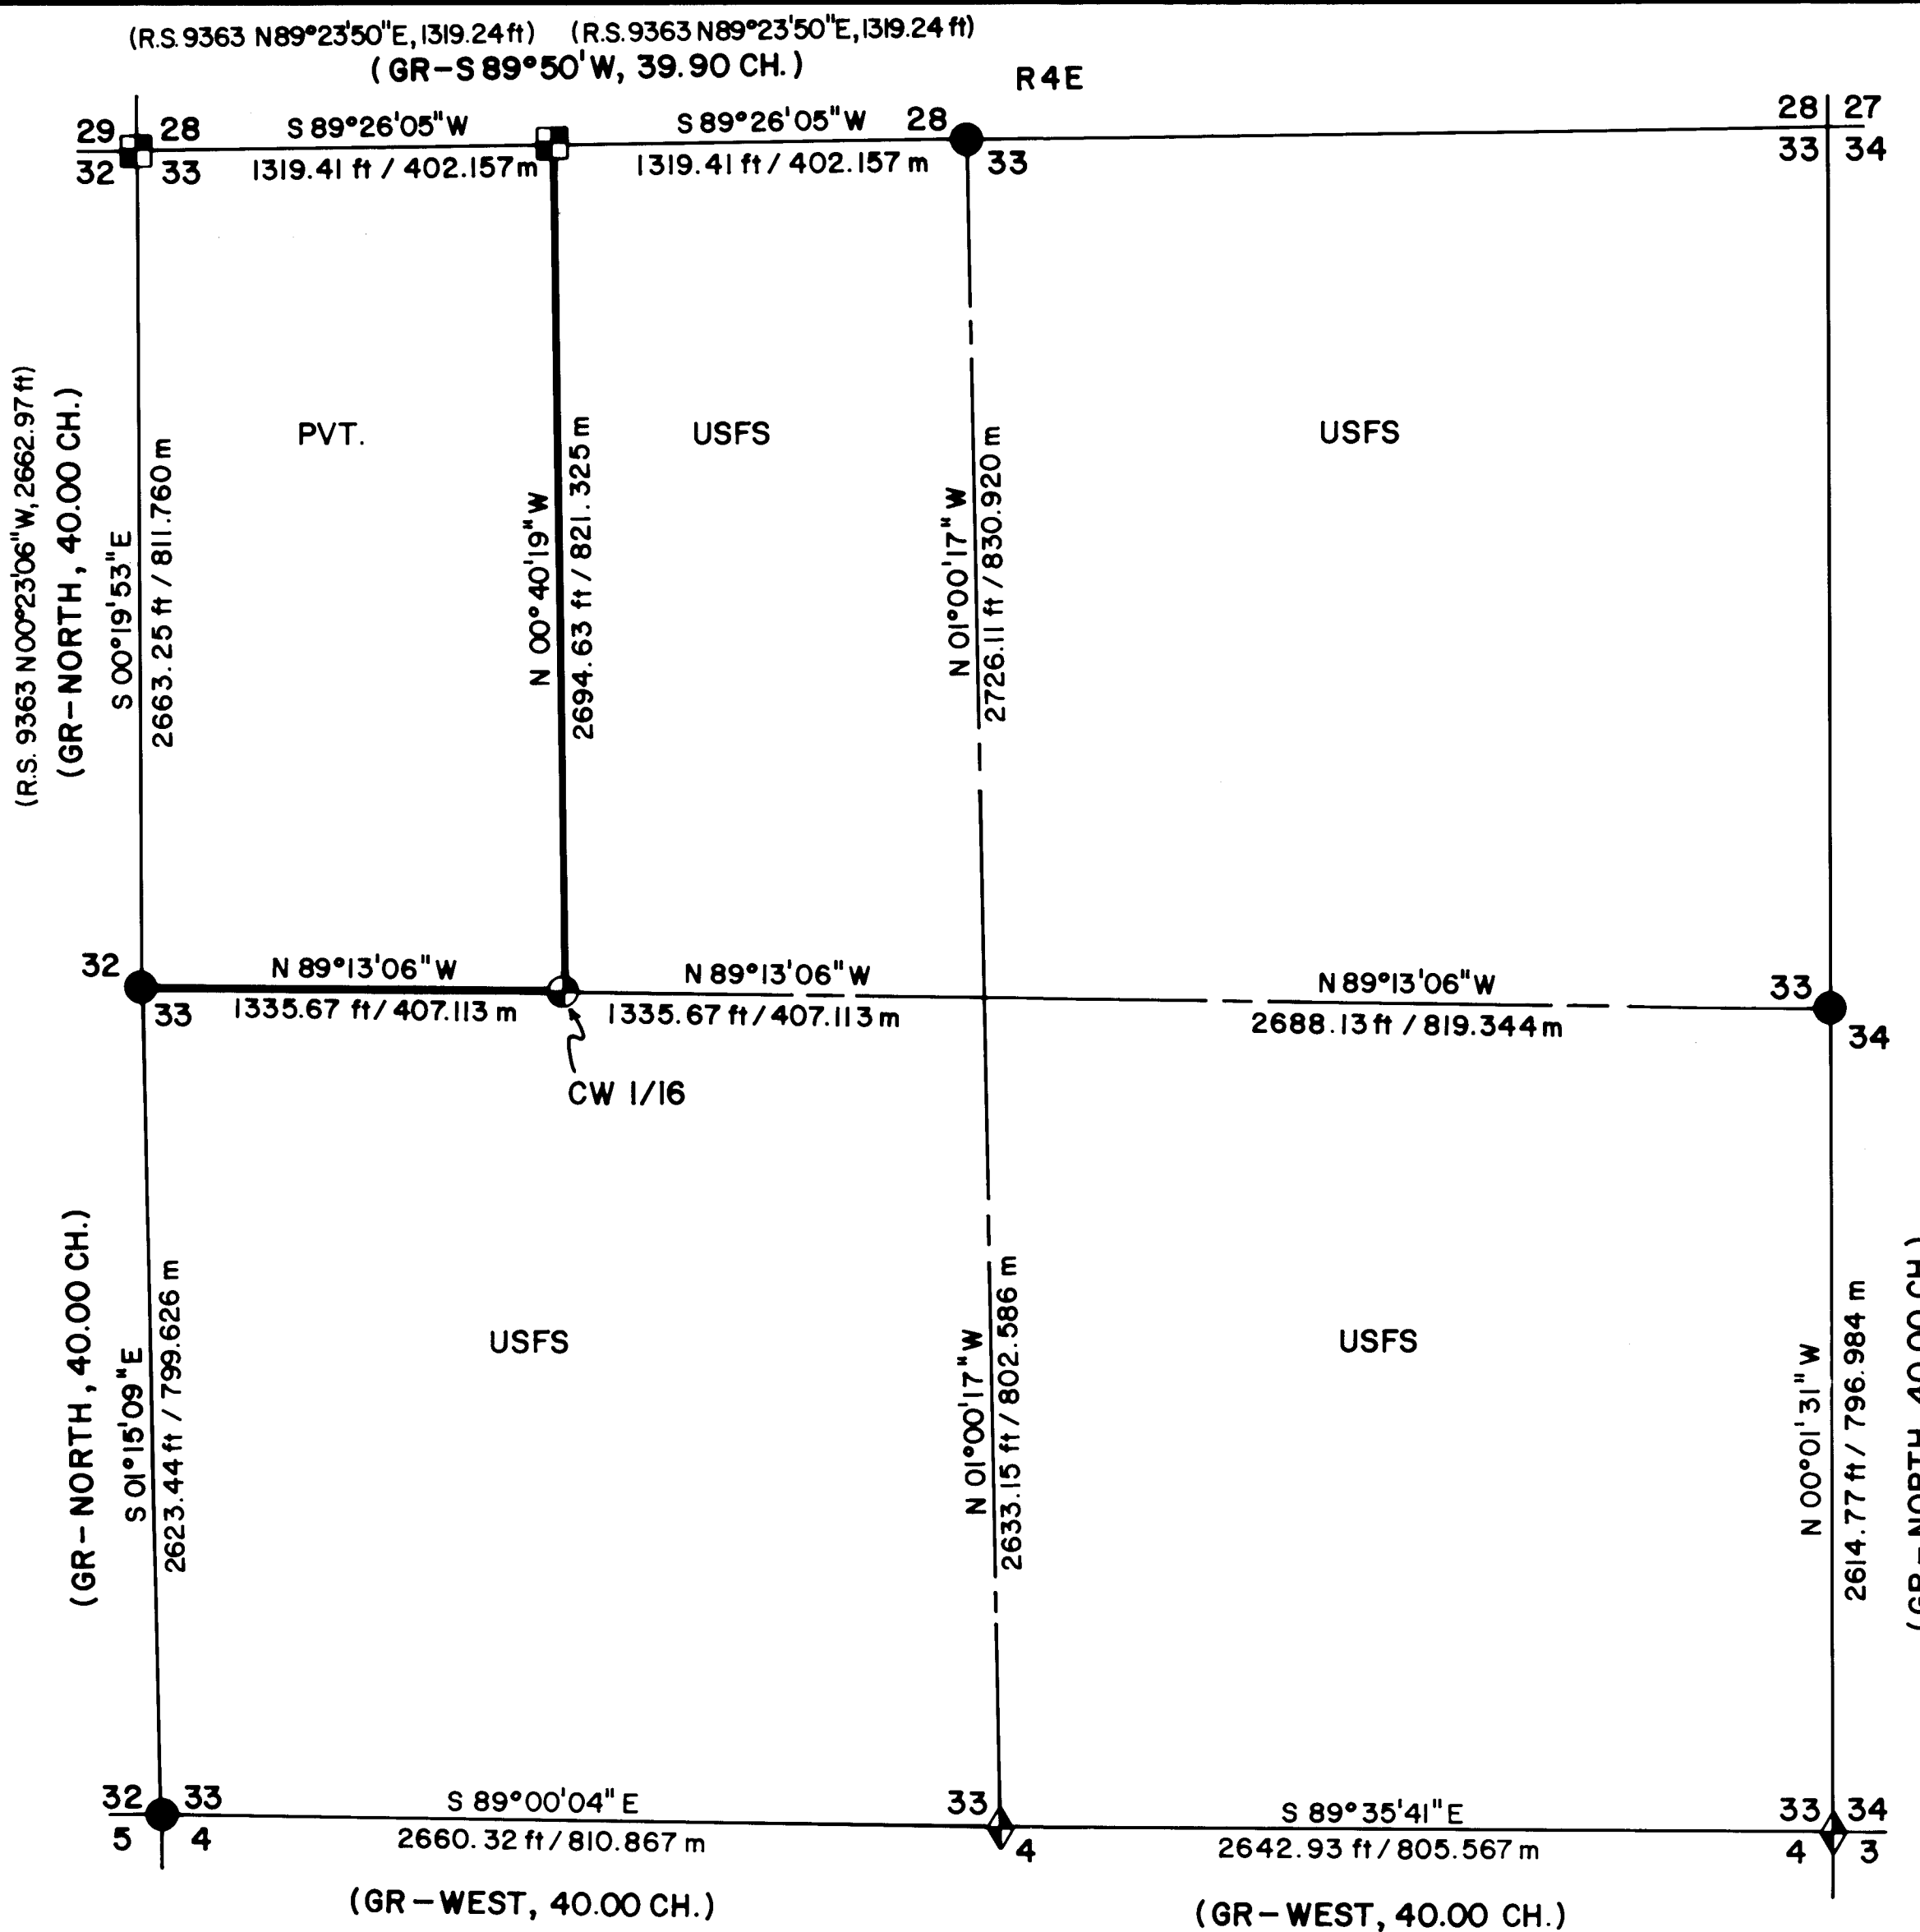 (R.S. 9363 N89°23'50"E, 1319.24 ft) (R.S. 9363 N89°23'50"E, 1319.24 ft)
(GR-S 89°50'W, 39.90 CH.)
R4E
29 28
32 33
S 89°26'05"W
1319.41 ft / 402.157 m
S 89°26'05"W
1319.41 ft / 402.157 m
28
33
28 27
33 34
(R.S. 9363 N00°23'06"W, 2662.97 ft)
(GR-NORTH, 40.00 CH.)
S 00°19'53"E
2663.25 ft / 811.760 m
PVT.
N 00°40'19"W
2694.63 ft / 821.325 m
USFS
N 01°00'17"W
2726.11 ft / 830.920 m
USFS
32
33
N 89°13'06"W
1335.67 ft / 407.113 m
N 89°13'06"W
1335.67 ft / 407.113 m
N 89°13'06"W
2688.13 ft / 819.344 m
33
34
CW 1/16
(GR-NORTH, 40.00 CH.)
S 01°15'09"E
2623.44 ft / 799.626 m
USFS
N 01°00'17"W
2633.15 ft / 802.586 m
USFS
N 00°01'31"W
2614.77 ft / 796.984 m
(GR-NORTH, 40.00 CH.)
32 33
5 4
S 89°00'04"E
2660.32 ft / 810.867 m
33
4
S 89°35'41"E
2642.93 ft / 805.567 m
33 34
4 3
(GR-WEST, 40.00 CH.)
(GR-WEST, 40.00 CH.)